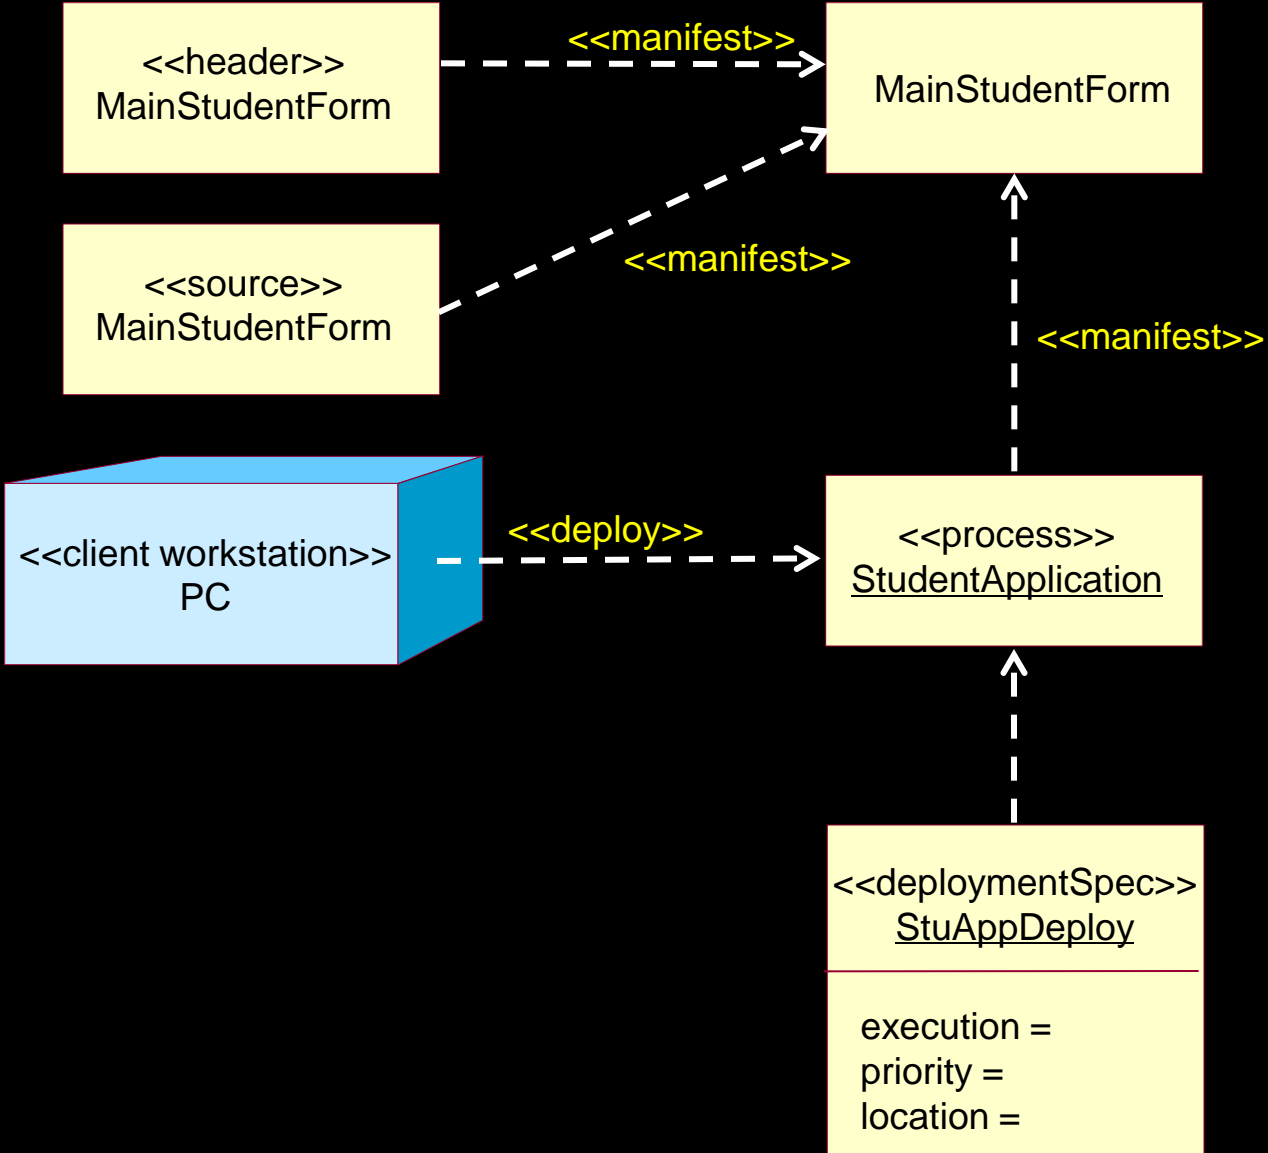 <<header>>
MainStudentForm
<<manifest>>
MainStudentForm
<<source>>
MainStudentForm
<<manifest>>
<<manifest>>
<<client workstation>>
PC
<<deploy>>
<<process>>
StudentApplication
<<deploymentSpec>>
StuAppDeploy
execution =
priority =
location =